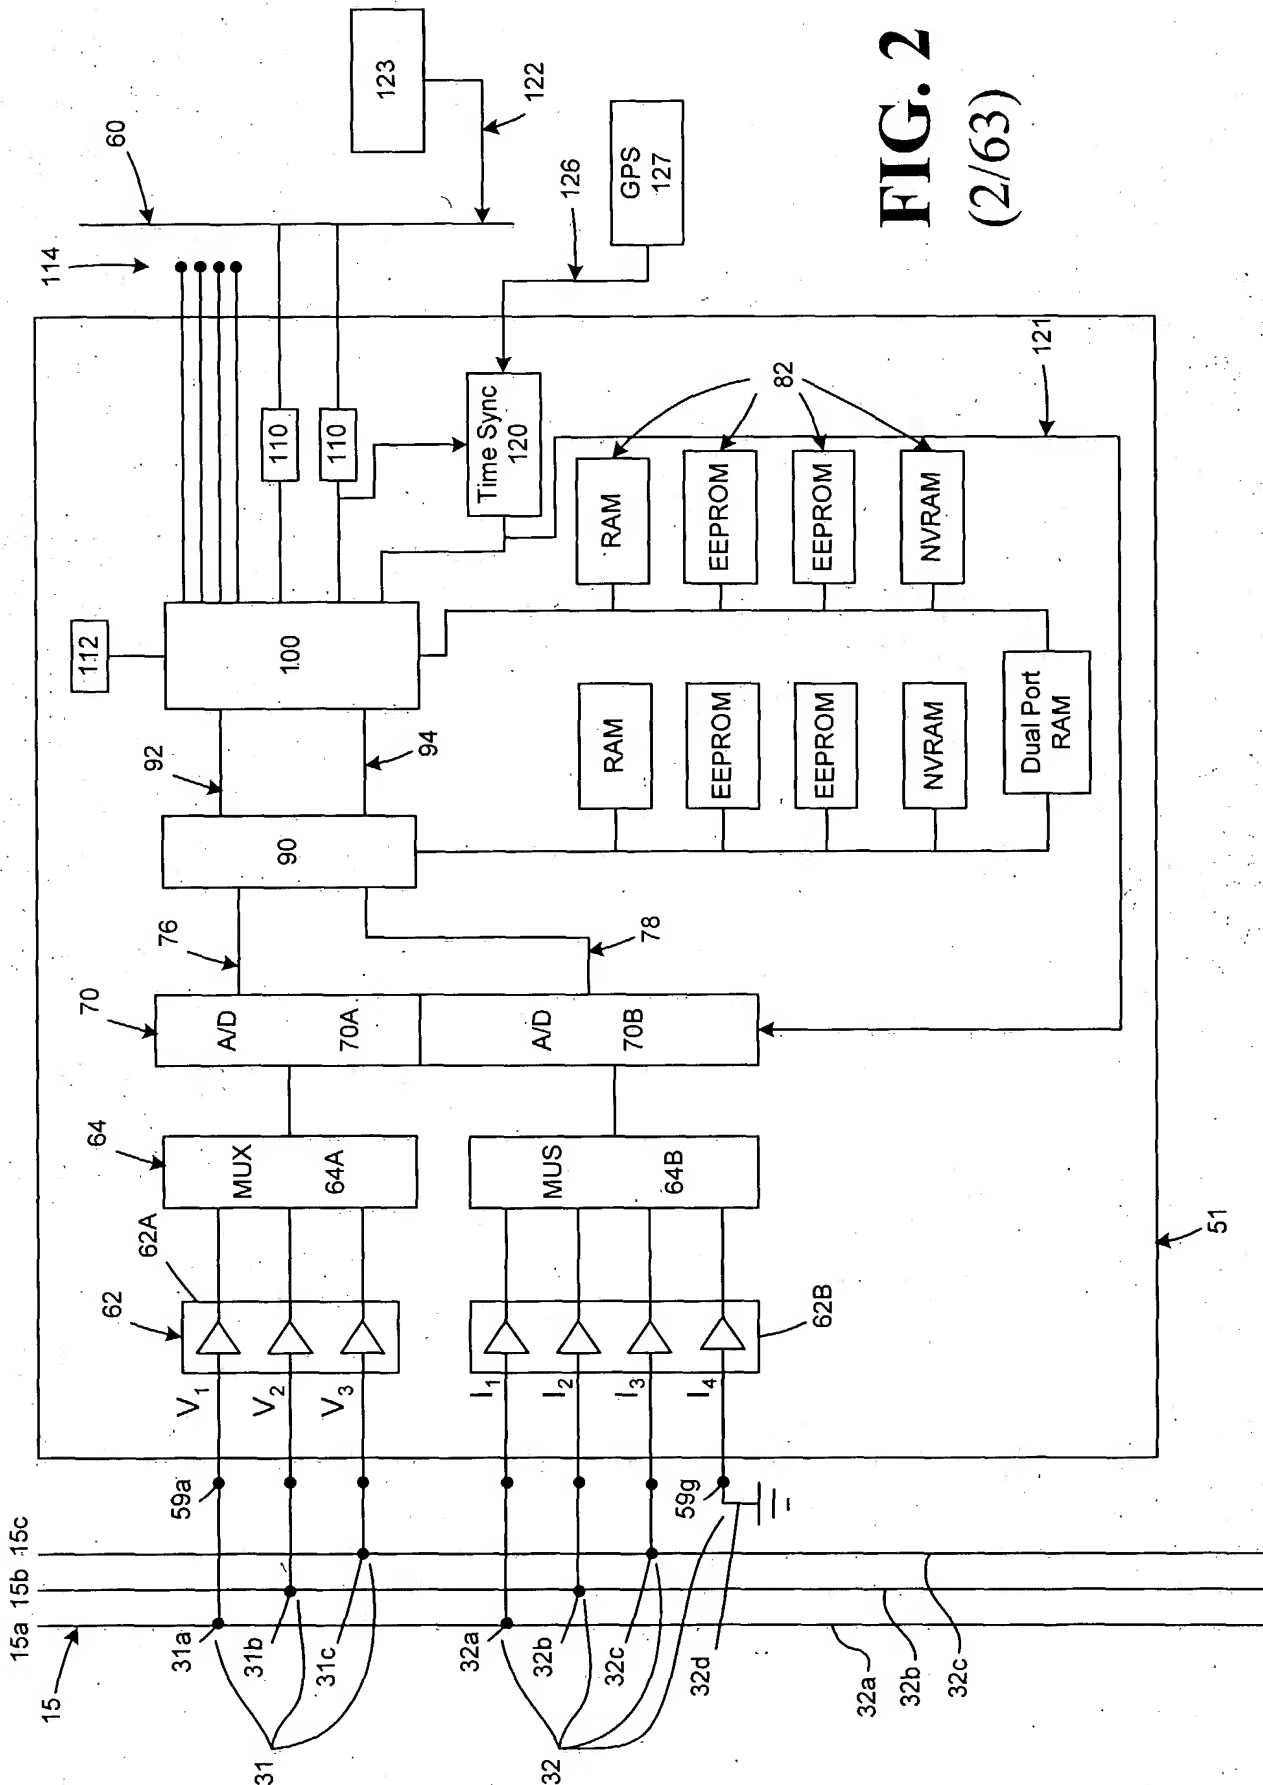 15a 15b 15c
15
31a
31b
31c
31
32a
32b
32c
32d
32
32a
32b
32c
59a
59g
V1
V2
V3
I1
I2
I3
I4
62
62A
62B
64
MUX
64A
MUS
64B
70
A/D
70A
A/D
70B
76
78
90
92
94
100
112
110
110
114
60
123
122
Time Sync
120
126
GPS
127
RAM
EEPROM
EEPROM
NVRAM
RAM
EEPROM
EEPROM
NVRAM
Dual Port
RAM
82
121
51
FIG. 2
(2/63)